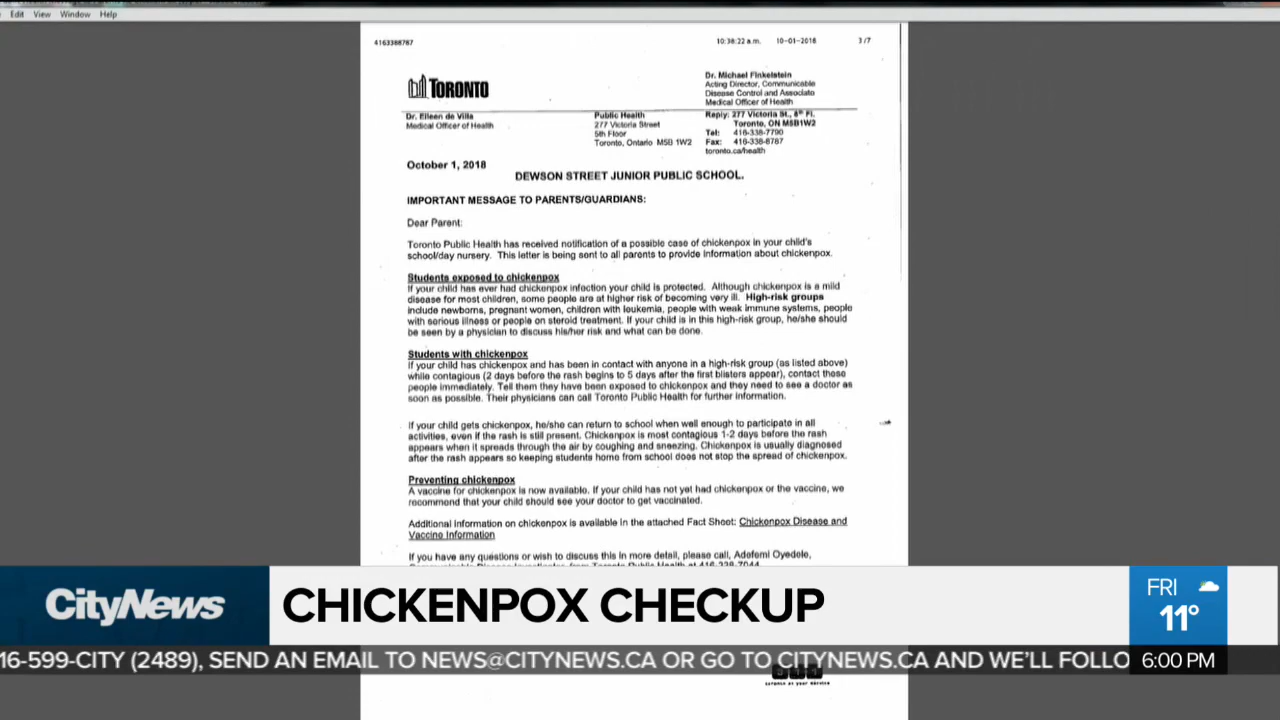 Edit View Window Help
4163388787 10:38:22 a.m. 10-01-2018 3/7
TORONTO
Dr. Michael Finkelstein
Acting Director, Communicable
Disease Control and Associate
Medical Officer of Health
Dr. Eileen de Villa
Medical Officer of Health
Public Health
277 Victoria Street
5th Floor
Toronto, Ontario M5B 1W2
Reply: 277 Victoria St., 8th Fl.
Toronto, ON M5B1W2
Tel: 416-338-7790
Fax: 416-338-8787
toronto.ca/health
October 1, 2018
DEWSON STREET JUNIOR PUBLIC SCHOOL.
IMPORTANT MESSAGE TO PARENTS/GUARDIANS:
Dear Parent:
Toronto Public Health has received notification of a possible case of chickenpox in your child's
school/day nursery. This letter is being sent to all parents to provide information about chickenpox.
Students exposed to chickenpox
If your child has ever had chickenpox infection your child is protected. Although chickenpox is a mild
disease for most children, some people are at higher risk of becoming very ill. High-risk groups
include newborns, pregnant women, children with leukemia, people with weak immune systems, people
with serious illness or people on steroid treatment. If your child is in this high-risk group, he/she should
be seen by a physician to discuss his/her risk and what can be done.
Students with chickenpox
If your child has chickenpox and has been in contact with anyone in a high-risk group (as listed above)
while contagious (2 days before the rash begins to 5 days after the first blisters appear), contact these
people immediately. Tell them they have been exposed to chickenpox and they need to see a doctor as
soon as possible. Their physicians can call Toronto Public Health for further information.
If your child gets chickenpox, he/she can return to school when well enough to participate in all
activities, even if the rash is still present. Chickenpox is most contagious 1-2 days before the rash
appears when it spreads through the air by coughing and sneezing. Chickenpox is usually diagnosed
after the rash appears so keeping students home from school does not stop the spread of chickenpox.
Preventing chickenpox
A vaccine for chickenpox is now available. If your child has not yet had chickenpox or the vaccine, we
recommend that your child should see your doctor to get vaccinated.
Additional information on chickenpox is available in the attached Fact Sheet: Chickenpox Disease and
Vaccine Information
If you have any questions or wish to discuss this in more detail, please call, Adefemi Oyedele,
CityNews
CHICKENPOX CHECKUP
FRI
11°
16-599-CITY (2489), SEND AN EMAIL TO NEWS@CITYNEWS.CA OR GO TO CITYNEWS.CA AND WE'LL FOLLO
6:00 PM